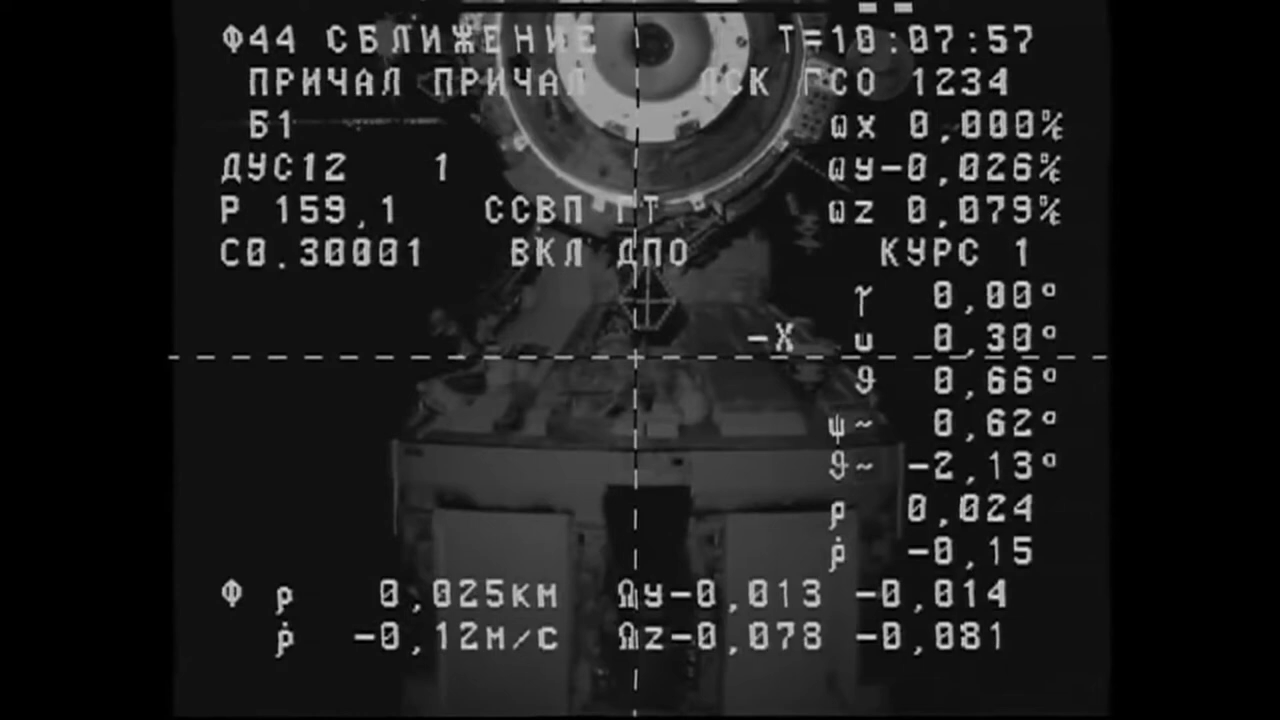 Ф44 СБЛИЖЕНИЕ T=10:07:57
ПРИЧАЛ ПРИЧАЛ ЛСК ГСО 1234
Б1 ωx 0,000%
ДУС12 1 ωy-0,026%
P 159,1 ССВП ГТ ωz 0,079%
С0.30001 ВКЛ ДПО КУРС 1
γ 0,00°
-X u 0,30°
ϑ 0,66°
ψ~ 0,62°
ϑ~ -2,13°
ρ 0,024
ρ̇ -0,15
Ф ρ 0,025км Ωy-0,013 -0,014
ρ̇ -0,12м/с Ωz-0,078 -0,081